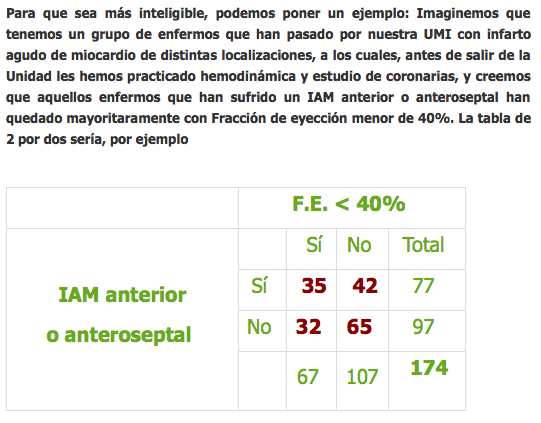 Para que sea más inteligible, podemos poner un ejemplo: Imaginemos que
tenemos un grupo de enfermos que han pasado por nuestra UMI con infarto
agudo de miocardio de distintas localizaciones, a los cuales, antes de salir de la
Unidad les hemos practicado hemodinámica y estudio de coronarias, y creemos
que aquellos enfermos que han sufrido un IAM anterior o anteroseptal han
quedado mayoritaramente con Fracción de eyección menor de 40%. La tabla de
2 por dos sería, por ejemplo
F.E. < 40%
Sí No Total
IAM anterior
o anteroseptal
Sí 35 42 77
No 32 65 97
67 107 174